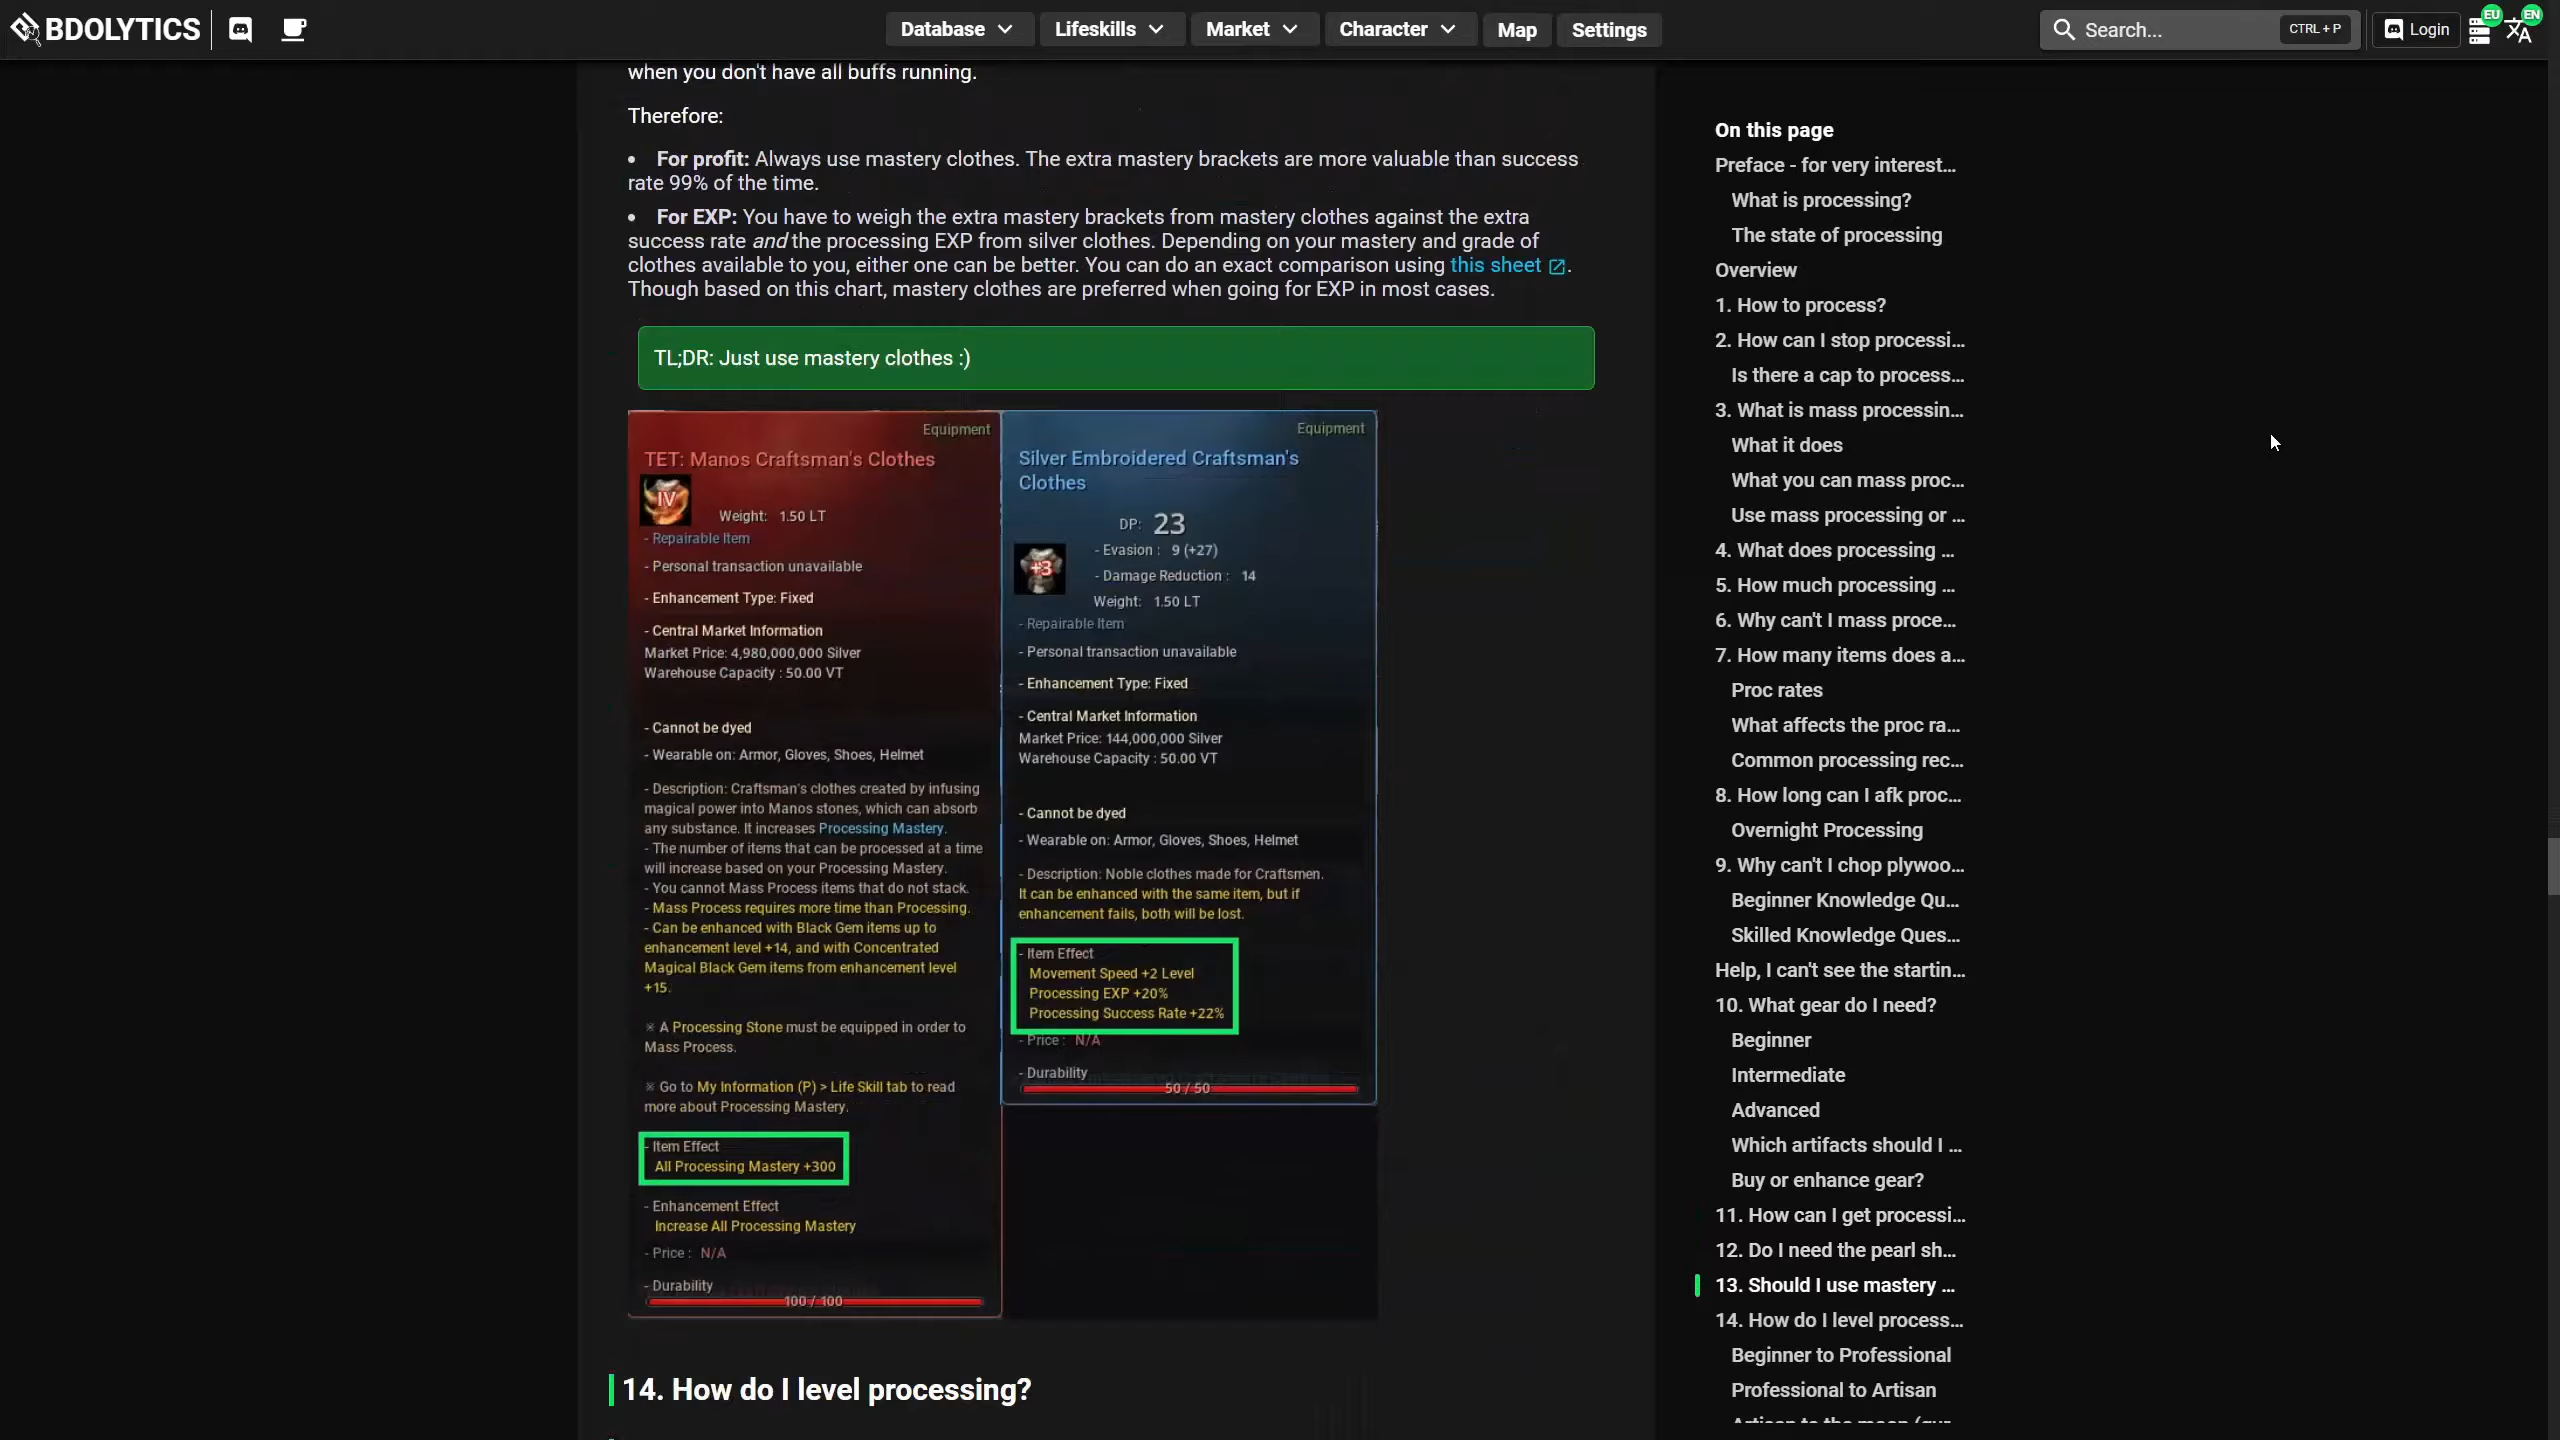 BDOLYTICS
Database
Lifeskills
Market
Character
Map
Settings
Search...
CTRL + P
Login
EU
EN
when you don't have all buffs running.
Therefore:
• For profit: Always use mastery clothes. The extra mastery brackets are more valuable than success
rate 99% of the time.
• For EXP: You have to weigh the extra mastery brackets from mastery clothes against the extra
success rate and the processing EXP from silver clothes. Depending on your mastery and grade of
clothes available to you, either one can be better. You can do an exact comparison using this sheet.
Though based on this chart, mastery clothes are preferred when going for EXP in most cases.
TL;DR: Just use mastery clothes :)
Equipment
TET: Manos Craftsman's Clothes
IV
Weight: 1.50 LT
- Repairable Item
- Personal transaction unavailable
- Enhancement Type: Fixed
- Central Market Information
Market Price: 4,980,000,000 Silver
Warehouse Capacity : 50.00 VT
- Cannot be dyed
- Wearable on: Armor, Gloves, Shoes, Helmet
- Description: Craftsman's clothes created by infusing
magical power into Manos stones, which can absorb
any substance. It increases Processing Mastery.
- The number of items that can be processed at a time
will increase based on your Processing Mastery.
- You cannot Mass Process items that do not stack.
- Mass Process requires more time than Processing.
- Can be enhanced with Black Gem items up to
enhancement level +14, and with Concentrated
Magical Black Gem items from enhancement level
+15.
※ A Processing Stone must be equipped in order to
Mass Process.
※ Go to My Information (P) > Life Skill tab to read
more about Processing Mastery.
- Item Effect
All Processing Mastery +300
- Enhancement Effect
Increase All Processing Mastery
- Price : N/A
- Durability
100 / 100
Equipment
Silver Embroidered Craftsman's
Clothes
DP: 23
+3
- Evasion : 9 (+27)
- Damage Reduction : 14
Weight: 1.50 LT
- Repairable Item
- Personal transaction unavailable
- Enhancement Type: Fixed
- Central Market Information
Market Price: 144,000,000 Silver
Warehouse Capacity : 50.00 VT
- Cannot be dyed
- Wearable on: Armor, Gloves, Shoes, Helmet
- Description: Noble clothes made for Craftsmen.
It can be enhanced with the same item, but if
enhancement fails, both will be lost.
- Item Effect
Movement Speed +2 Level
Processing EXP +20%
Processing Success Rate +22%
- Price : N/A
- Durability
50 / 50
14. How do I level processing?
On this page
Preface - for very interest...
What is processing?
The state of processing
Overview
1. How to process?
2. How can I stop processi...
Is there a cap to process...
3. What is mass processin...
What it does
What you can mass proc...
Use mass processing or ...
4. What does processing ...
5. How much processing ...
6. Why can't I mass proce...
7. How many items does a...
Proc rates
What affects the proc ra...
Common processing rec...
8. How long can I afk proc...
Overnight Processing
9. Why can't I chop plywoo...
Beginner Knowledge Qu...
Skilled Knowledge Ques...
Help, I can't see the startin...
10. What gear do I need?
Beginner
Intermediate
Advanced
Which artifacts should I ...
Buy or enhance gear?
11. How can I get processi...
12. Do I need the pearl sh...
13. Should I use mastery ...
14. How do I level process...
Beginner to Professional
Professional to Artisan